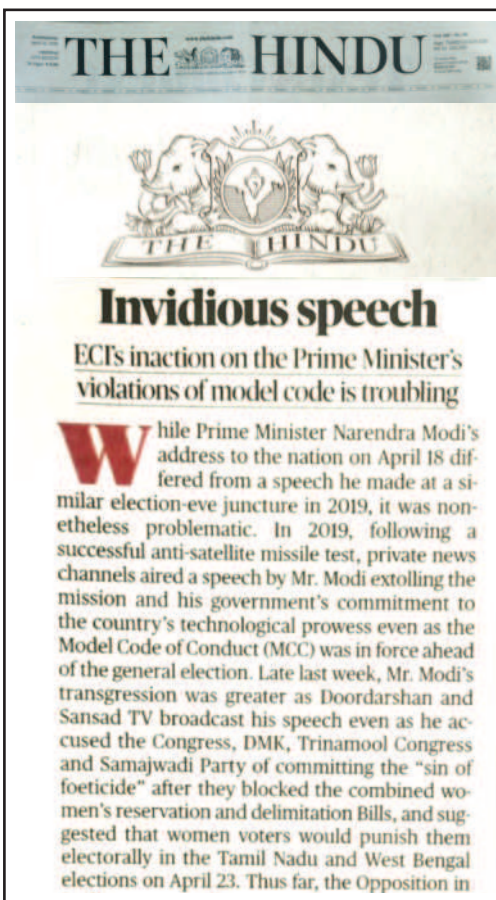 THE HINDU
www.thehindu.com
THE HINDU
Invidious speech
ECI's inaction on the Prime Minister's
violations of model code is troubling
While Prime Minister Narendra Modi's
address to the nation on April 18 dif-
fered from a speech he made at a si-
milar election-eve juncture in 2019, it was non-
etheless problematic. In 2019, following a
successful anti-satellite missile test, private news
channels aired a speech by Mr. Modi extolling the
mission and his government's commitment to
the country's technological prowess even as the
Model Code of Conduct (MCC) was in force ahead
of the general election. Late last week, Mr. Modi's
transgression was greater as Doordarshan and
Sansad TV broadcast his speech even as he ac-
cused the Congress, DMK, Trinamool Congress
and Samajwadi Party of committing the “sin of
foeticide” after they blocked the combined wo-
men's reservation and delimitation Bills, and sug-
gested that women voters would punish them
electorally in the Tamil Nadu and West Bengal
elections on April 23. Thus far, the Opposition in